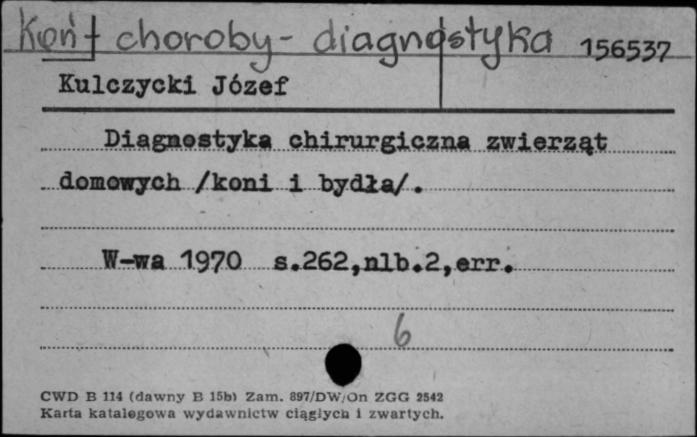 Koń - choroby - diagnostyka 156537
Kulczycki Józef
Diagnostyka chirurgiczna zwierząt
domowych /koni i bydła/.
W-wa 1970 s.262,nlb.2,err.
6
CWD B 114 (dawny B 15b) Zam. 897/DW/On ZGG 2542
Karta katalogowa wydawnictw ciągłych i zwartych.